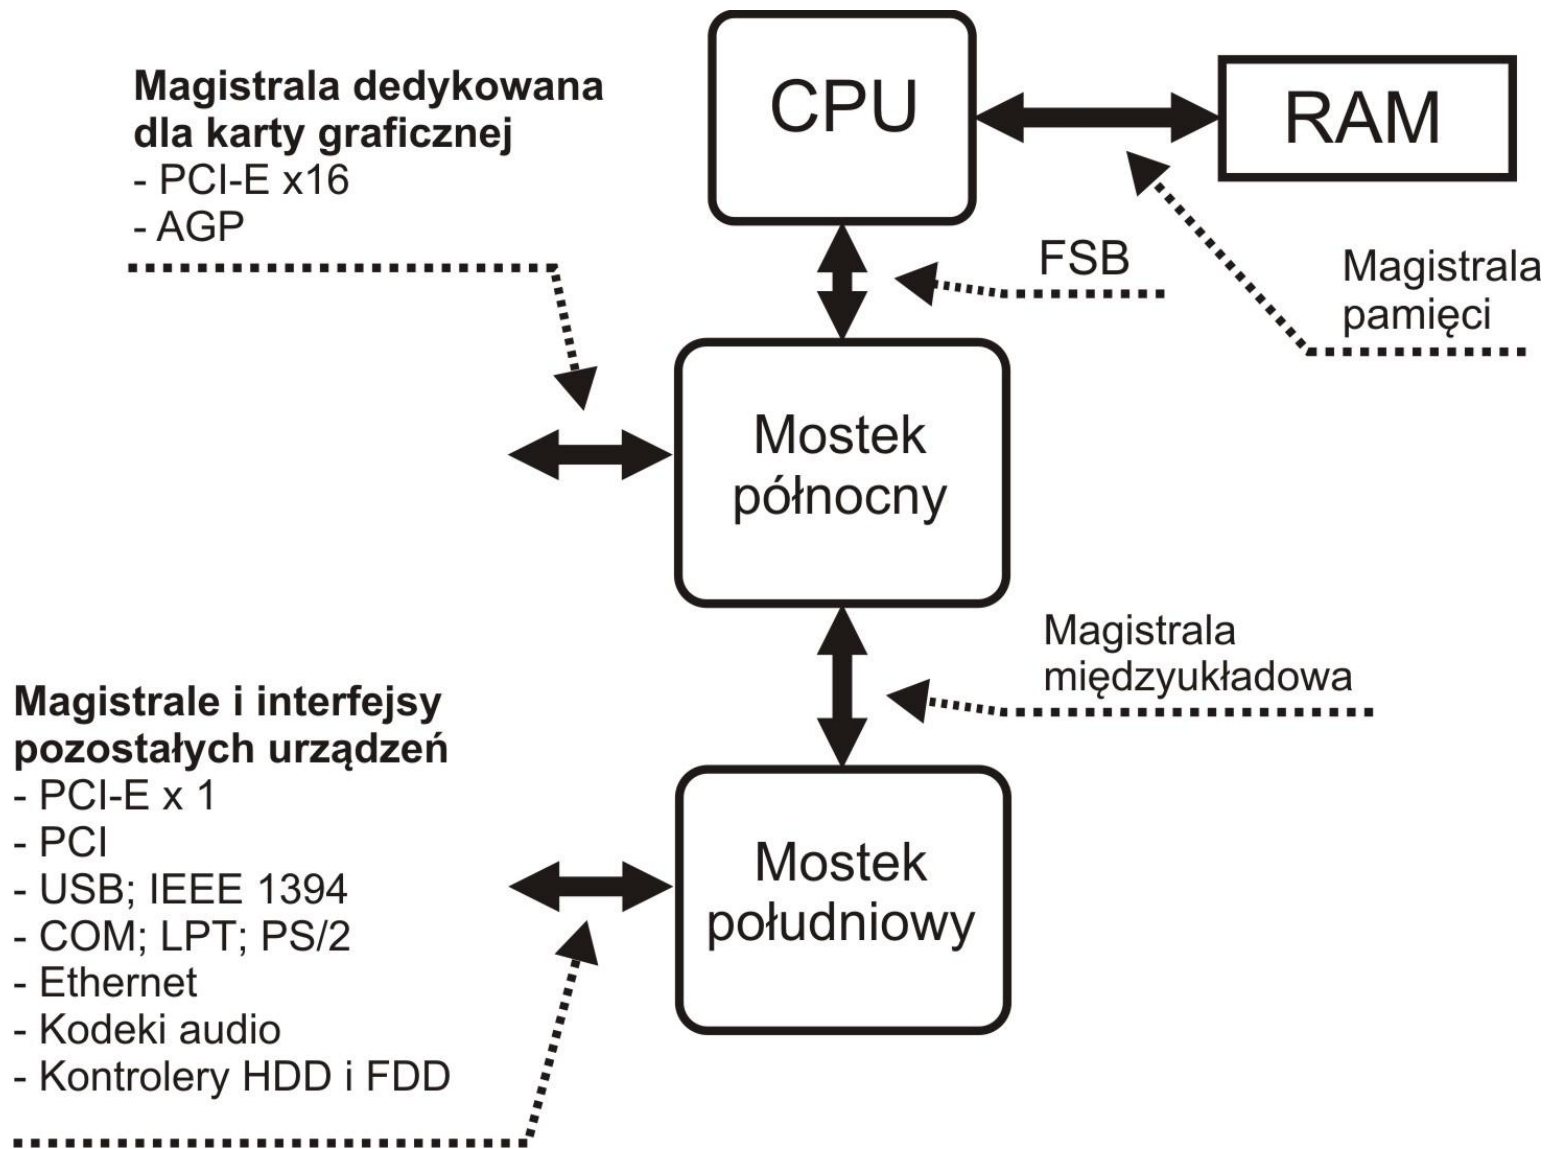 Magistrala dedykowana
dla karty graficznej
- PCI-E x16
- AGP
CPU
RAM
FSB
Magistrala
pamięci
Mostek
północny
Magistrala
międzyukładowa
Magistrale i interfejsy
pozostałych urządzeń
- PCI-E x 1
- PCI
- USB; IEEE 1394
- COM; LPT; PS/2
- Ethernet
- Kodeki audio
- Kontrolery HDD i FDD
Mostek
południowy